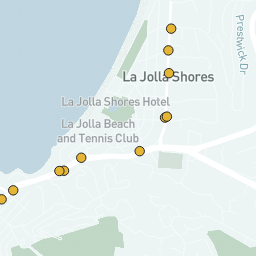 Prestwick Dr
La Jolla Shores
La Jolla Shores Hotel
La Jolla Beach
and Tennis Club